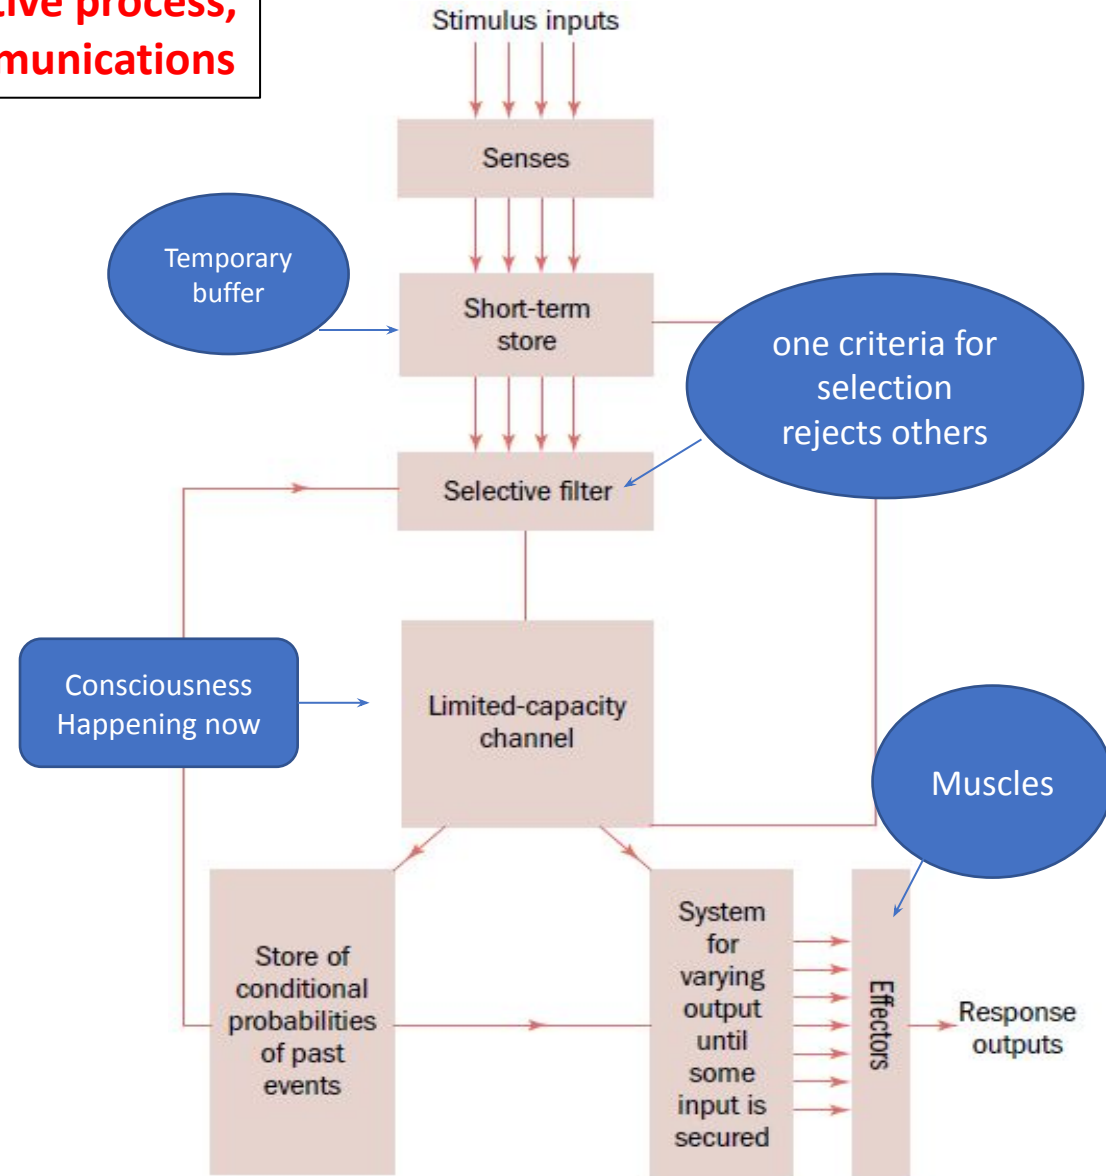 process,
Stimulus inputs
Senses
Temporary
buffer
Short-term
store
one criteria for
selection
rejects others
Selective filter
Consciousness
Happening now
Limited-capacity
channel
Muscles
Store of
conditional
probabilities
of past
events
System
for
varying
output
until
some
input is
secured
Effectors
Response
outputs